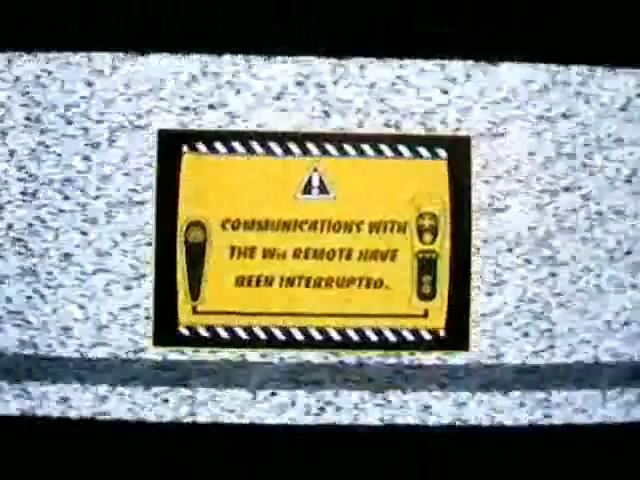 COMMUNICATIONS WITH
THE Wii REMOTE HAVE
BEEN INTERRUPTED.